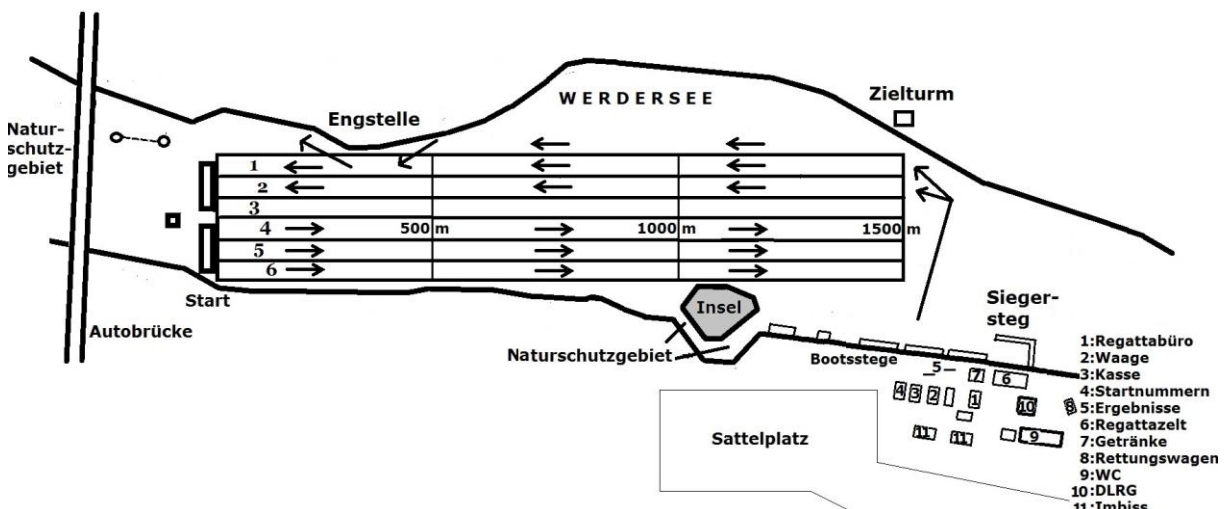 WERDERSEE
Zielturm
Engstelle
Natur-
schutz-
gebiet
1
2
3
4
500 m
1000 m
1500 m
5
6
Start
Autobrücke
Insel
Naturschutzgebiet
Sieger-
steg
Bootsstege
5
7
6
4
3
2
1
10
8
11
11
9
Sattelplatz
1:Regattabüro
2:Waage
3:Kasse
4:Startnummern
5:Ergebnisse
6:Regattazelt
7:Getränke
8:Rettungswagen
9:WC
10:DLRG
11:Imbiss